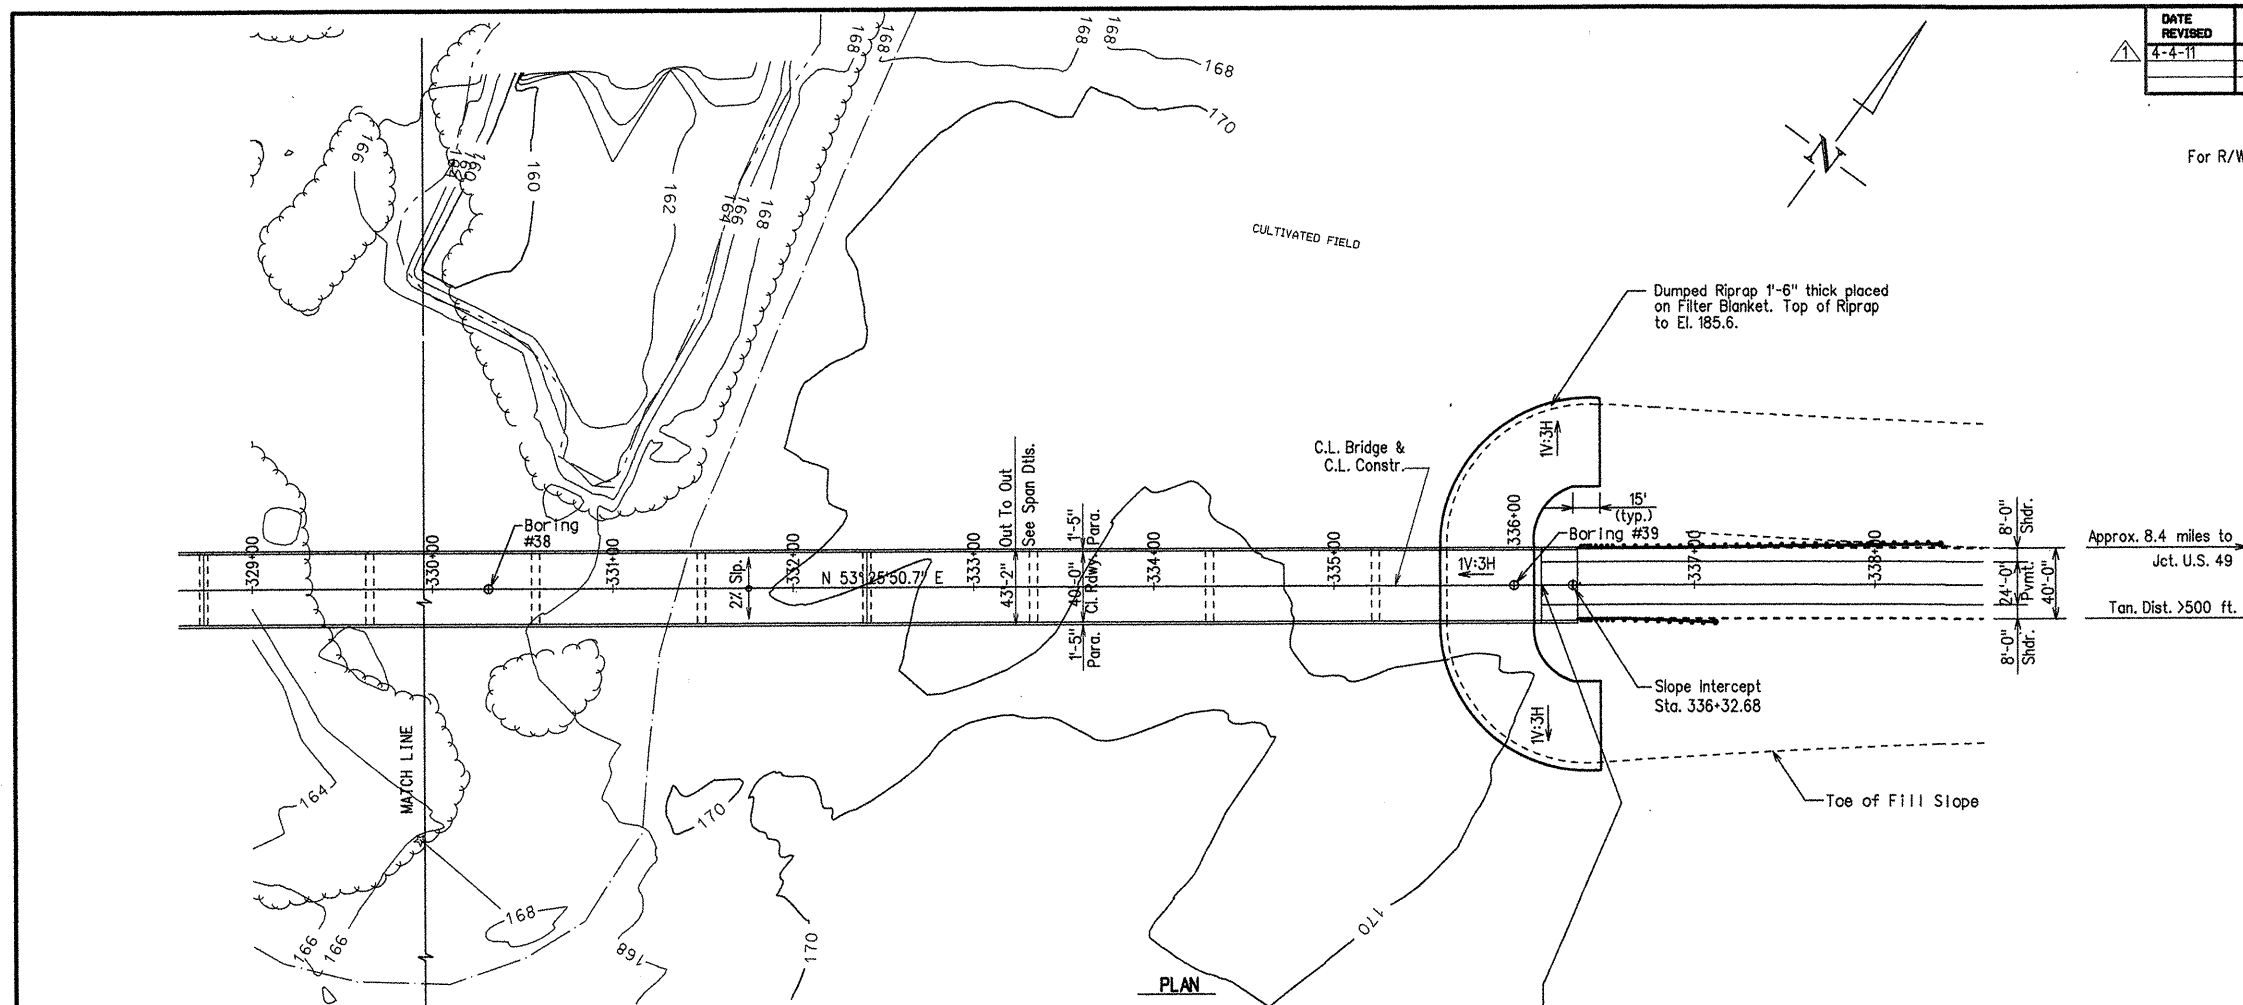 DATE
REVISED
1
4-4-11
For R/W
168
168
168
168
168
170
166
162
160
160
162
164
166
168
N
CULTIVATED FIELD
Dumped Riprap 1'-6" thick placed
on Filter Blanket. Top of Riprap
to El. 185.6.
1V:3H
C.L. Bridge &
C.L. Constr.
Out To Out
See Span Dtls.
43'-2"
1'-5"
Para.
40'-0"
Cl. Rdwy.
1'-5"
Para.
Boring
#38
15'
(typ.)
Boring #39
8'-0"
Shdr.
24'-0"
Pvmt.
40'-0"
8'-0"
Shdr.
Approx. 8.4 miles to
Jct. U.S. 49
Tan. Dist. >500 ft.
329+00
330+00
331+00
332+00
333+00
334+00
335+00
336+00
337+00
338+00
2% Slp.
N 53° 25'50.7" E
1V:3H
Slope Intercept
Sta. 336+32.68
1V:3H
Toe of Fill Slope
MATCH LINE
164
170
168
166
166
168
170
170
PLAN